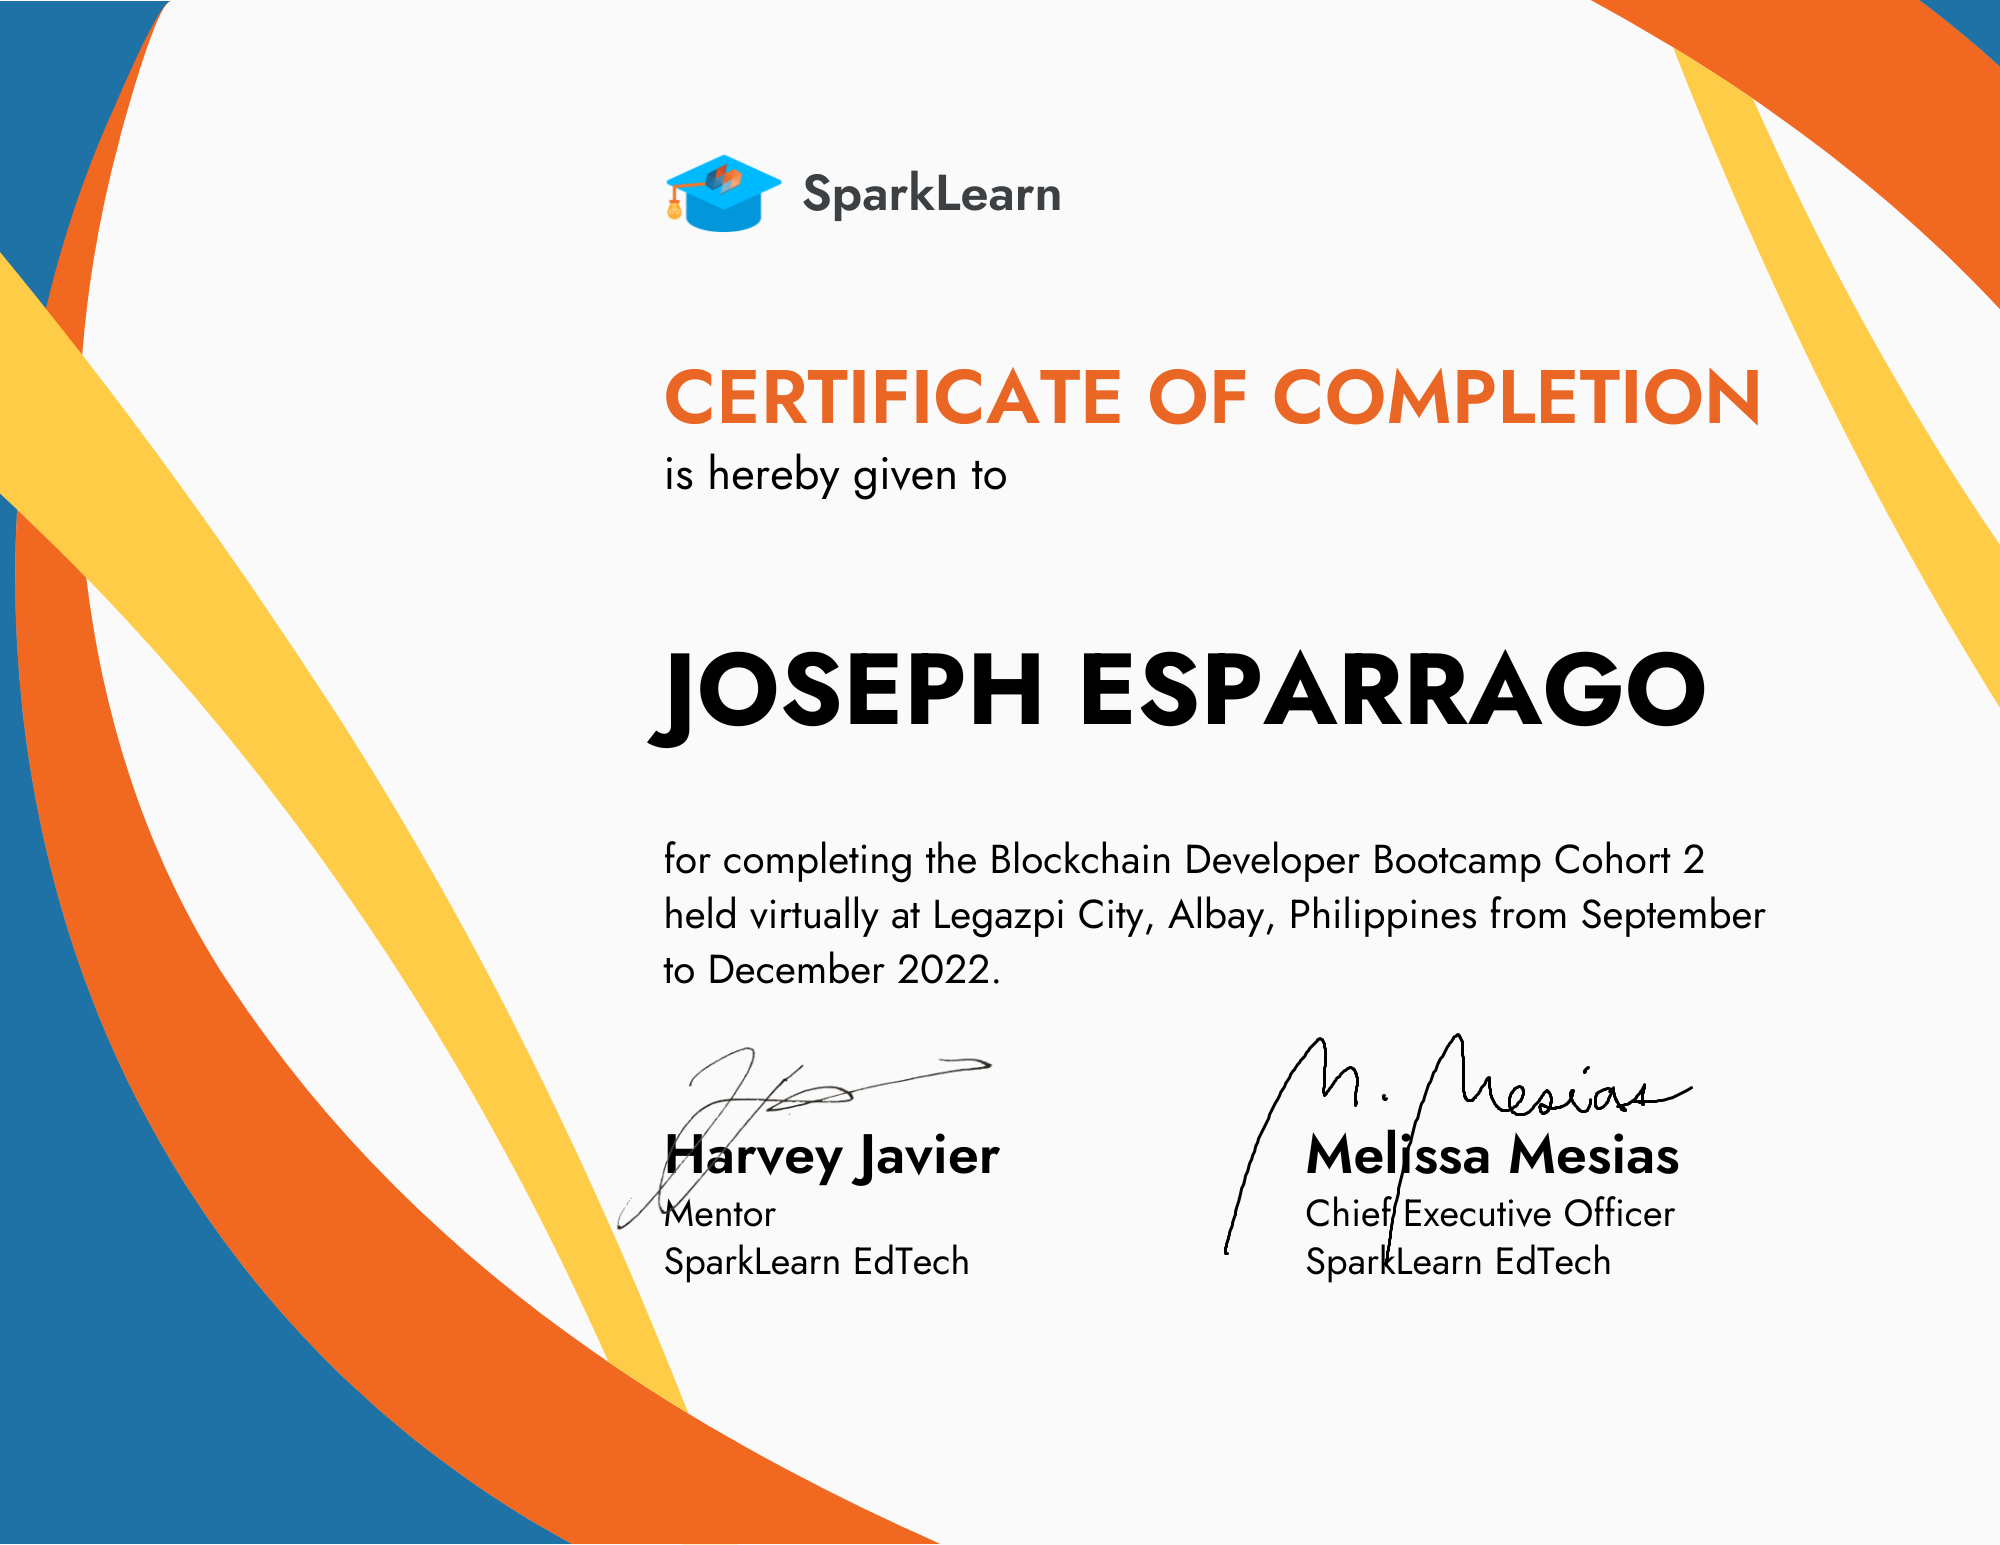 SparkLearn
CERTIFICATE OF COMPLETION
is hereby given to
JOSEPH ESPARRAGO
for completing the Blockchain Developer Bootcamp Cohort 2
held virtually at Legazpi City, Albay, Philippines from September
to December 2022.
M. Mesias
Harvey Javier
Mentor
SparkLearn EdTech
Melissa Mesias
Chief Executive Officer
SparkLearn EdTech